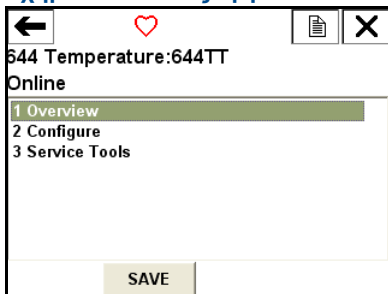 644 Temperature:644TT
Online
1 Overview
2 Configure
3 Service Tools
SAVE